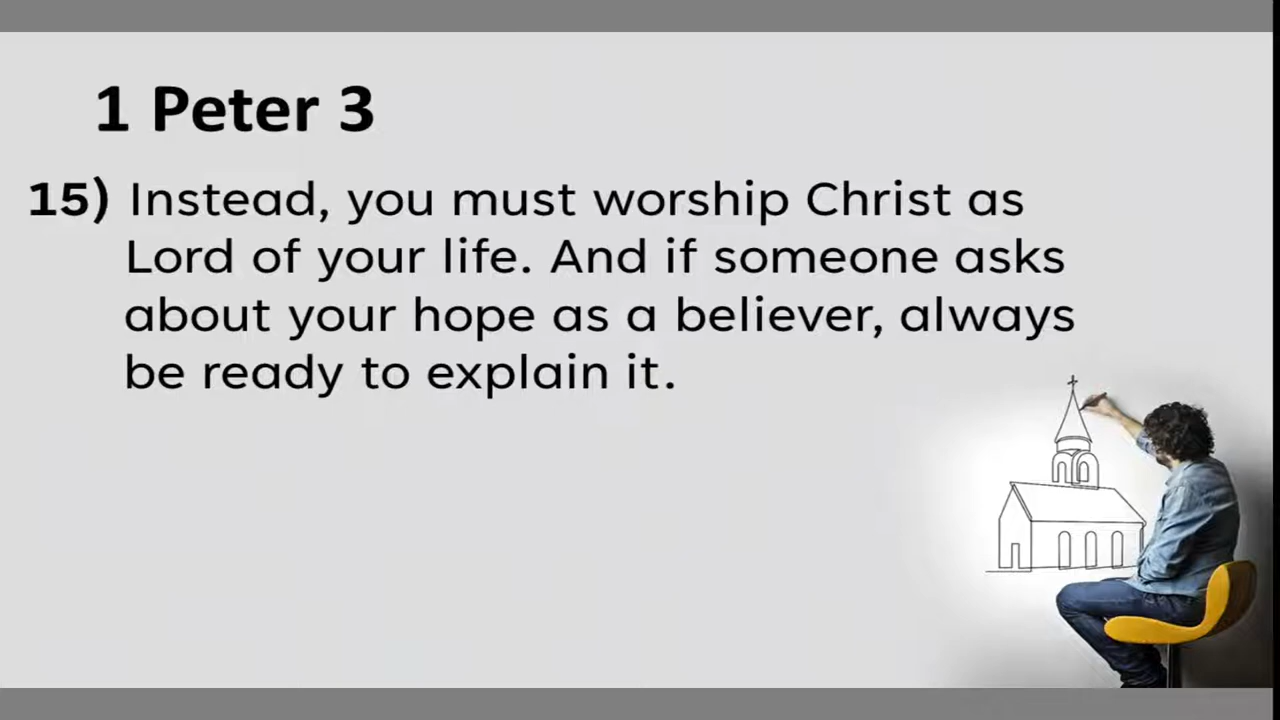 1 Peter 3
15) Instead, you must worship Christ as
Lord of your life. And if someone asks
about your hope as a believer, always
be ready to explain it.